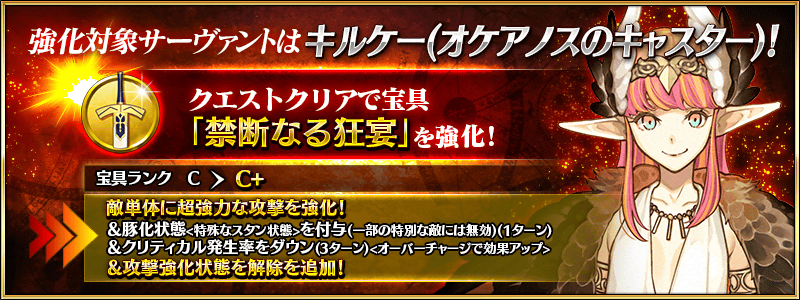 強化対象サーヴァントは キルケー(オケアノスのキャスター)!
クエストクリアで宝具
「禁断なる狂宴」を強化!
宝具ランク C > C+
敵単体に超強力な攻撃を強化!
&豚化状態<特殊なスタン状態>を付与(一部の特別な敵には無効)(1ターン)
&クリティカル発生率をダウン(3ターン)<オーバーチャージで効果アップ>
&攻撃強化状態を解除を追加!